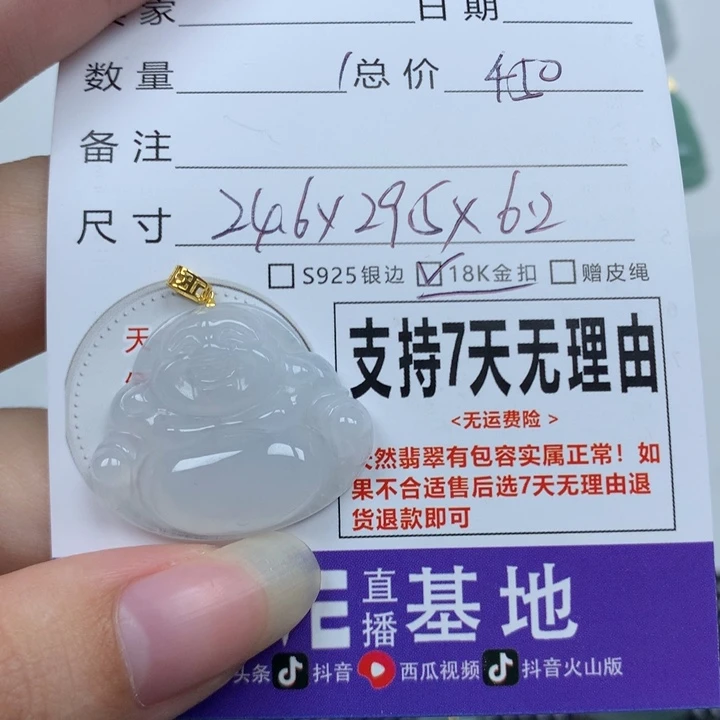 家 日期
数量 1 总价 450
备注
尺寸 24.6x29.5x6.2
S925银边 ☑18K金扣 赠皮绳
天
支持7天无理由
<无运费险 >
天然翡翠有包容实属正常！如
果不合适售后选7天无理由退
货退款即可
E 直播 基地
头条 抖音 西瓜视频 抖音火山版